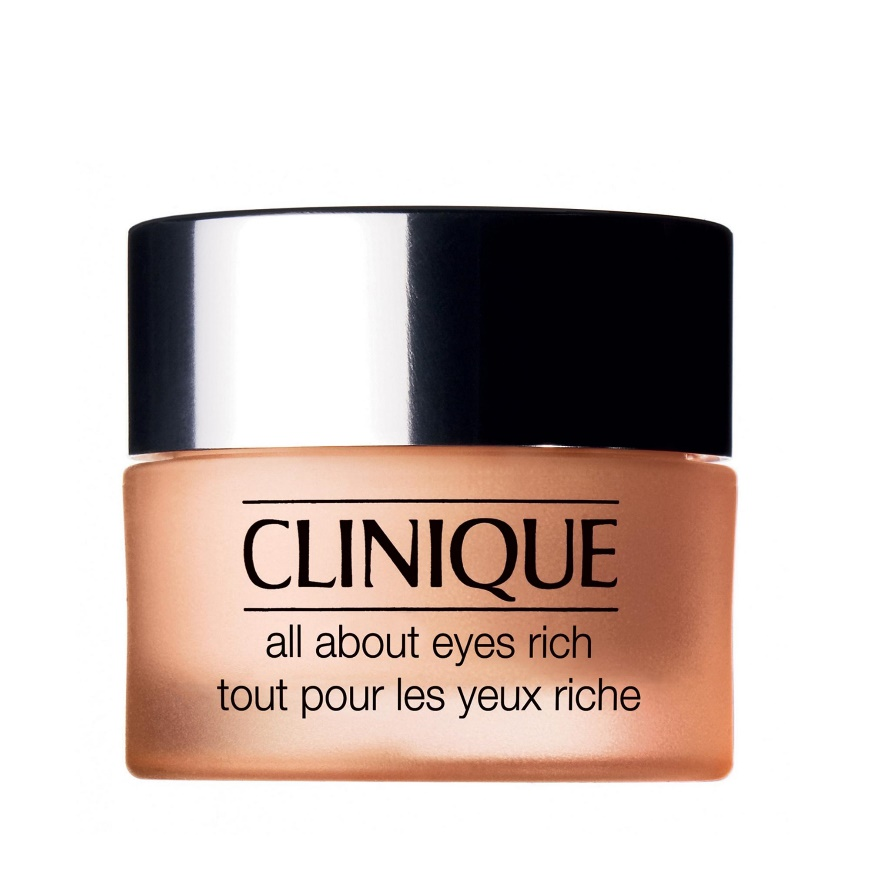 CLINIQUE
all about eyes rich
tout pour les yeux riche